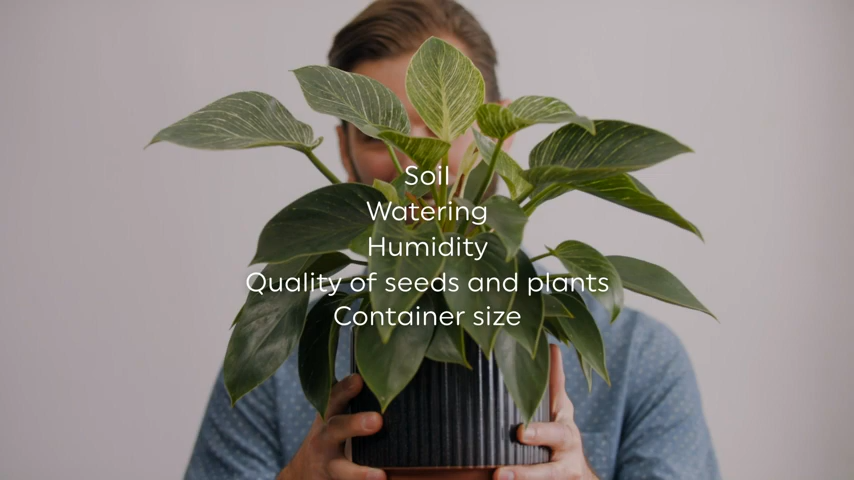 Soil
Watering
Humidity
Quality of seeds and plants
Container size